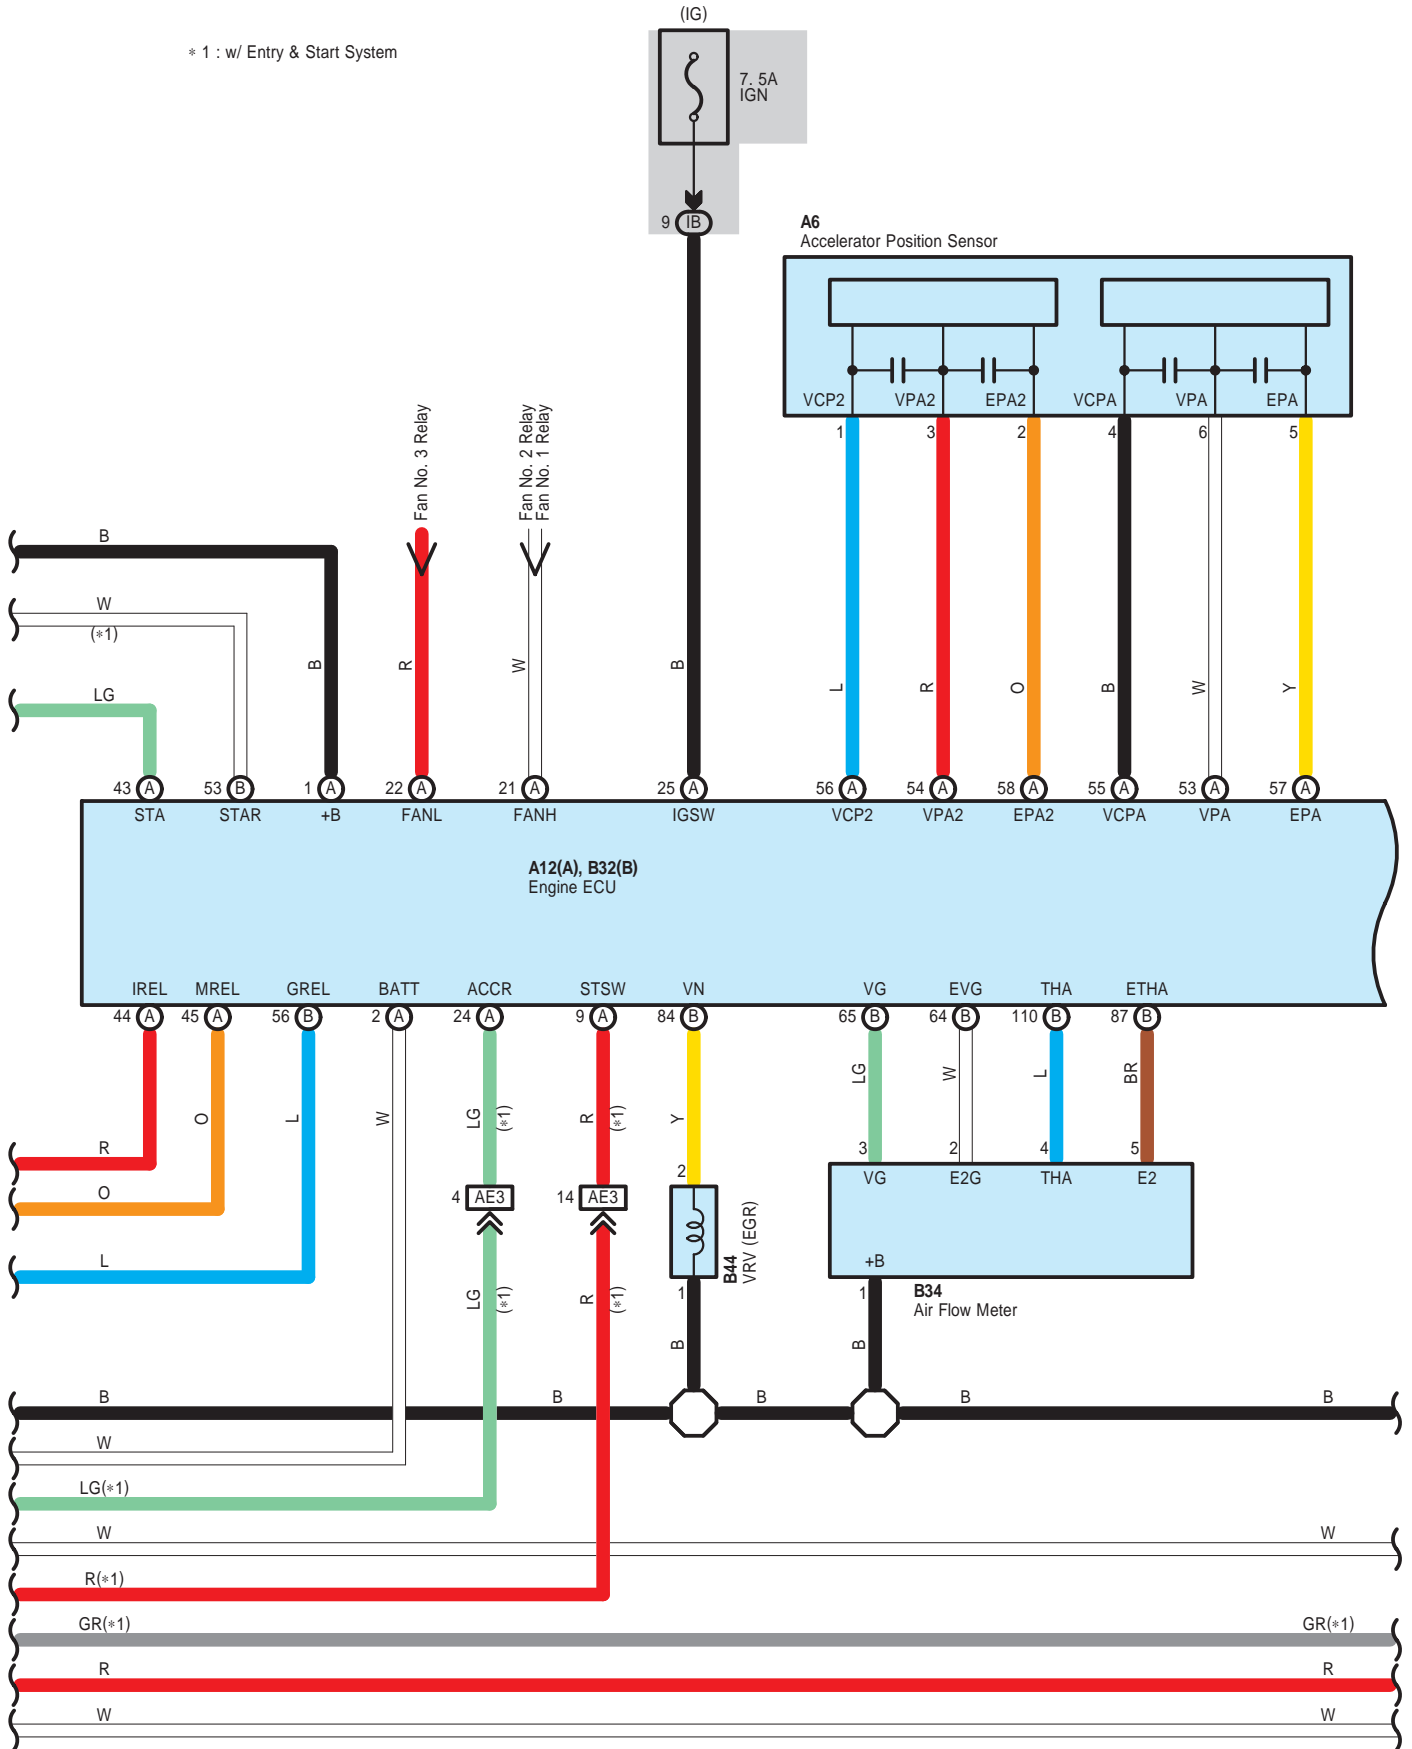 (IG)
* 1 : w/ Entry & Start System
7. 5A
IGN
9 IB
A6
Accelerator Position Sensor
VCP2 VPA2 EPA2 VCPA VPA EPA
1 3 2 4 6 5
Fan No. 3 Relay
Fan No. 2 Relay
Fan No. 1 Relay
B
W
(*1)
LG
B R W B L R O B W Y
43 A 53 B 1 A 22 A 21 A 25 A 56 A 54 A 58 A 55 A 53 A 57 A
STA STAR +B FANL FANH IGSW VCP2 VPA2 EPA2 VCPA VPA EPA
A12(A), B32(B)
Engine ECU
IREL MREL GREL BATT ACCR STSW VN VG EVG THA ETHA
44 A 45 A 56 B 2 A 24 A 9 A 84 B 65 B 64 B 110 B 87 B
O L W LG (*1) R (*1) Y LG W L BR
R
3 2 4 5
2
VG E2G THA E2
O
4 AE3 14 AE3
B44
VRV (EGR)
L
+B
LG (*1) R (*1)
1 1
B34
Air Flow Meter
B B
B B B B B
W
LG(*1)
W W
R(*1)
GR(*1) GR(*1)
R R
W W